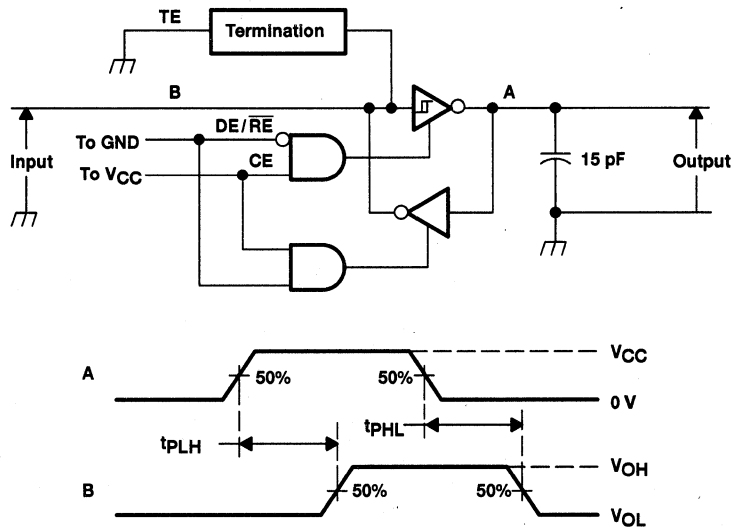 TE
Termination
B
A
DE/R̅E̅
To GND
CE
To VCC
Input
15 pF
Output
A
50%
50%
VCC
0 V
tPLH
tPHL
B
50%
50%
VOH
VOL